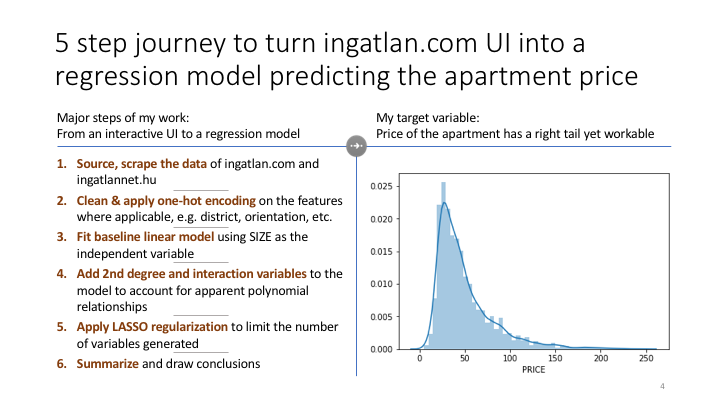 5 step journey to turn ingatlan.com UI into a
regression model predicting the apartment price
Major steps of my work:
From an interactive UI to a regression model
1. Source, scrape the data of ingatlan.com and
ingatlannet.hu
2. Clean & apply one-hot encoding on the features
where applicable, e.g. district, orientation, etc.
3. Fit baseline linear model using SIZE as the
independent variable
4. Add 2nd degree and interaction variables to the
model to account for apparent polynomial
relationships
5. Apply LASSO regularization to limit the number
of variables generated
6. Summarize and draw conclusions
My target variable:
Price of the apartment has a right tail yet workable
0.025
0.020
0.015
0.010
0.005
0.000
0 50 100 150 200 250
PRICE
4